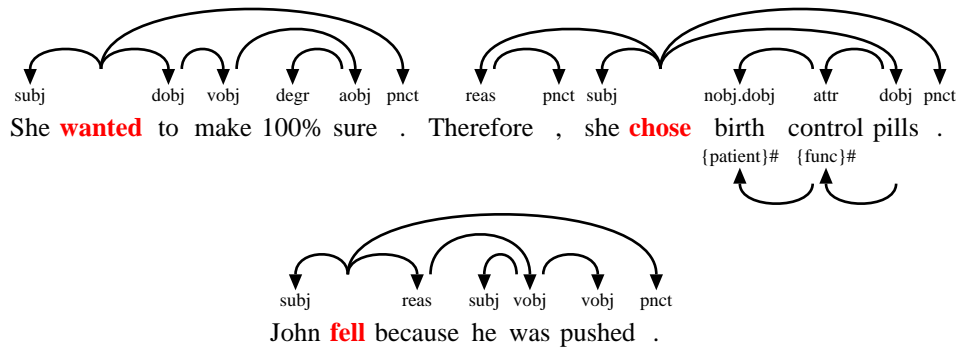 subj dobj vobj degr aobj pnct reas pnct subj nobj.dobj attr dobj pnct
She wanted to make 100% sure . Therefore , she chose birth control pills .
{patient}# {func}#
subj reas subj vobj vobj pnct
John fell because he was pushed .